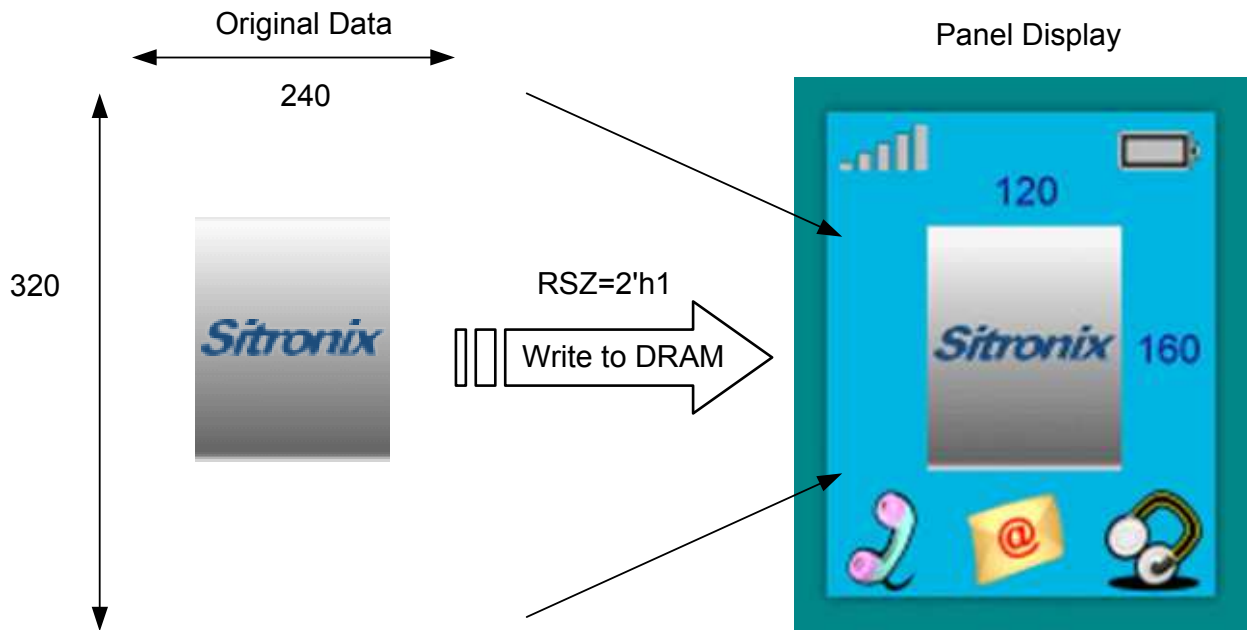 Original Data
240
320
Sitronix
RSZ=2'h1
Write to DRAM
Panel Display
120
Sitronix
160
@